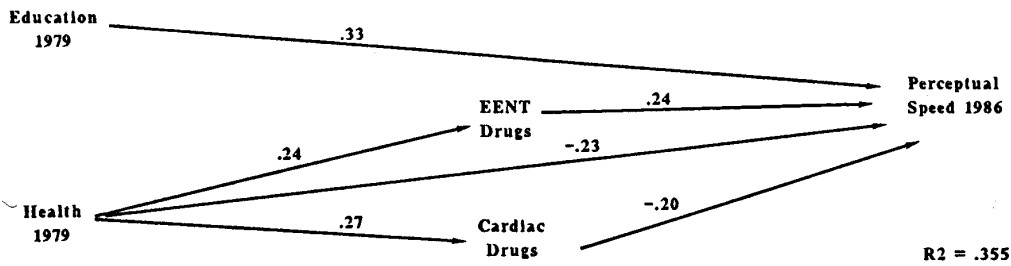 Education
1979
.33
Perceptual
Speed 1986
EENT
Drugs
.24
.24
-.23
Health
1979
.27
Cardiac
Drugs
-.20
R2 = .355